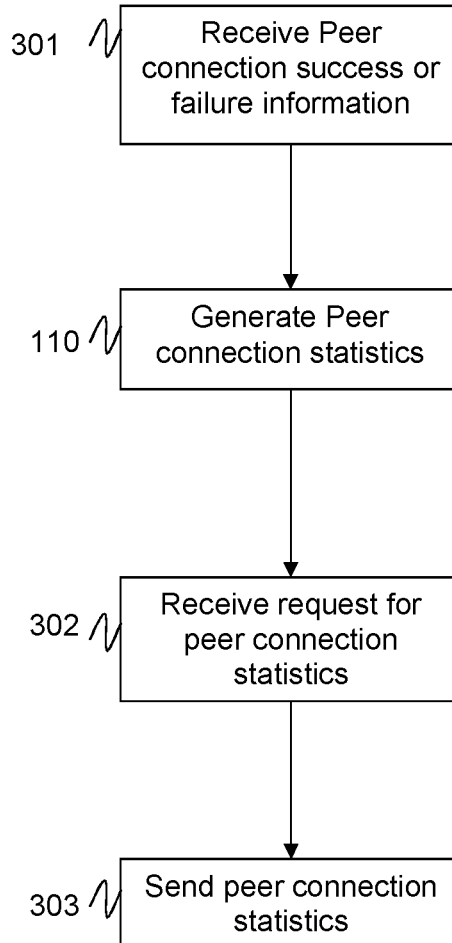 301
Receive Peer
connection success or
failure information
110
Generate Peer
connection statistics
302
Receive request for
peer connection
statistics
303
Send peer connection
statistics